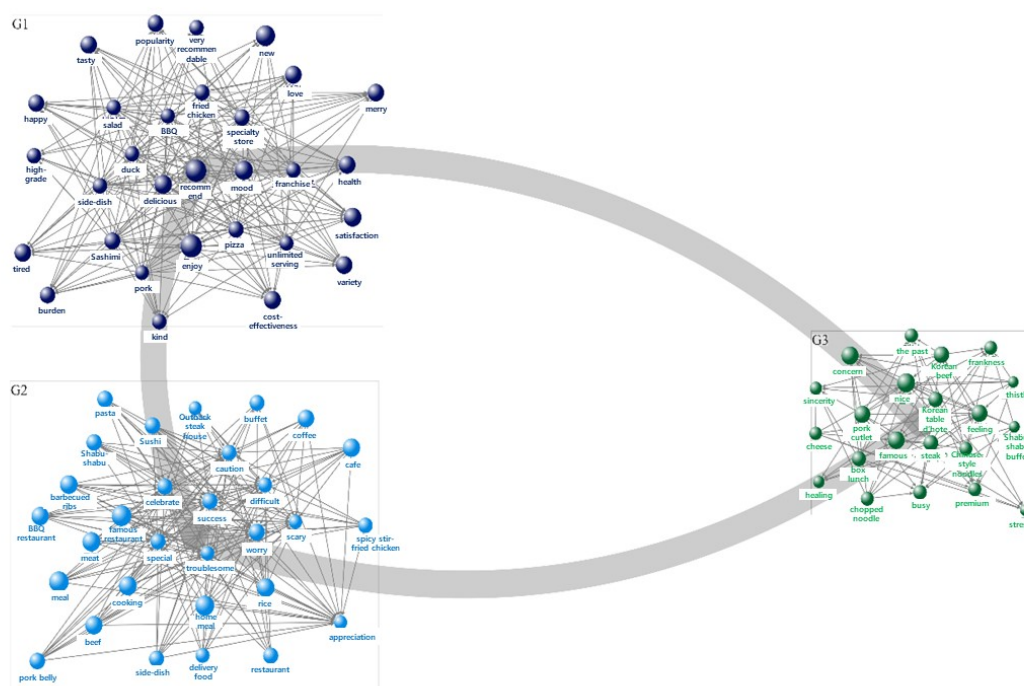 G1
popularity
very
recommen
dable
new
tasty
love
merry
happy
salad
fried
chicken
BBQ
specialty
store
high-
grade
duck
recomm
end
mood
franchise
health
side-dish
delicious
satisfaction
Sashimi
enjoy
pizza
unlimited
serving
variety
tired
pork
burden
kind
cost-
effectiveness
G2
pasta
Sushi
Outback
steak
house
buffet
coffee
Shabu-
shabu
caution
cafe
barbecued
ribs
celebrate
difficult
success
BBQ
restaurant
famous
restaurant
scary
spicy stir-
fried chicken
meat
special
worry
troublesome
meal
cooking
rice
home
meal
beef
appreciation
pork belly
side-dish
delivery
food
restaurant
G3
the past
concern
Korean
beef
frankness
sincerity
nice
pork
cutlet
Korean
table
d'hote
feeling
cheese
famous
steak
style
box
lunch
healing
chopped
noodle
busy
premium